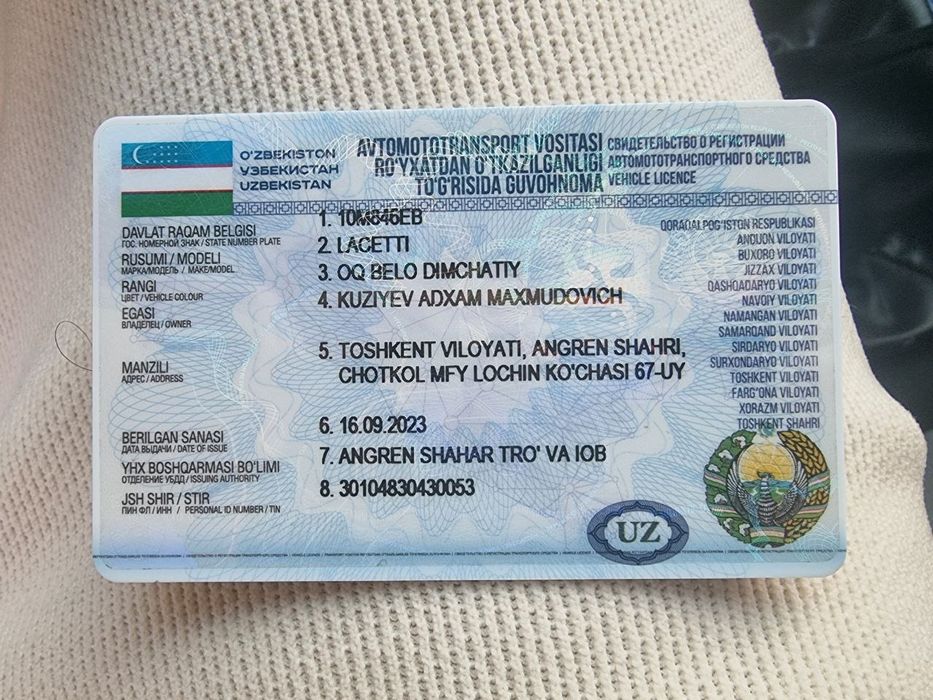 O'ZBEKISTON
УЗБЕКИСТАН
UZBEKISTAN
AVTOMOTOTRANSPORT VOSITASI
RO'YXATDAN O'TKAZILGANLIGI
TO'G'RISIDA GUVOHNOMA
СВИДЕТЕЛЬСТВО О РЕГИСТРАЦИИ
АВТОМОТОТРАНСПОРТНОГО СРЕДСТВА
VEHICLE LICENCE
DAVLAT RAQAM BELGISI
ГОС. НОМЕРНОЙ ЗНАК / STATE NUMBER PLATE
1. 10M846EB
RUSUMI / MODELI
МАРКА/МОДЕЛЬ / MAKE/MODEL
2. LACETTI
RANGI
ЦВЕТ / VEHICLE COLOUR
3. OQ BELO DIMCHATIY
EGASI
ВЛАДЕЛЕЦ / OWNER
4. KUZIYEV ADXAM MAXMUDOVICH
MANZILI
АДРЕС / ADDRESS
5. TOSHKENT VILOYATI, ANGREN SHAHRI,
CHOTKOL MFY LOCHIN KO'CHASI 67-UY
BERILGAN SANASI
ДАТА ВЫДАЧИ / DATE OF ISSUE
6. 16.09.2023
YHX BOSHQARMASI BO'LIMI
ОТДЕЛЕНИЕ УБДД / ISSUING AUTHORITY
7. ANGREN SHAHAR TRO' VA IOB
JSH SHIR / STIR
ПИН ФЛ / ИНН / PERSONAL ID NUMBER / TIN
8. 30104830430053
QORAQALPOG'ISTON RESPUBLIKASI
ANDIJON VILOYATI
BUXORO VILOYATI
JIZZAX VILOYATI
QASHQADARYO VILOYATI
NAVOIY VILOYATI
NAMANGAN VILOYATI
SAMARQAND VILOYATI
SIRDARYO VILOYATI
SURXONDARYO VILOYATI
TOSHKENT VILOYATI
FARG'ONA VILOYATI
XORAZM VILOYATI
TOSHKENT SHAHRI
UZ